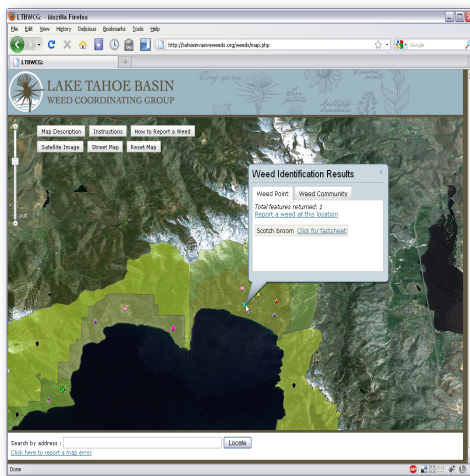 LTBWCG: - Mozilla Firefox
File Edit View History Delicious Bookmarks Tools Help
http://tahoeinvasiveweeds.org/weeds/map.php
Google
LTBWCG:
LAKE TAHOE BASIN
WEED COORDINATING GROUP
Map Description Instructions How to Report a Weed
Satellite Image Street Map Reset Map
in
out
Weed Identification Results
Weed Point Weed Community
Total features returned: 1
Report a weed at this location
Scotch broom Click for factsheet
Search by address : Locate
Click here to report a map error
Done